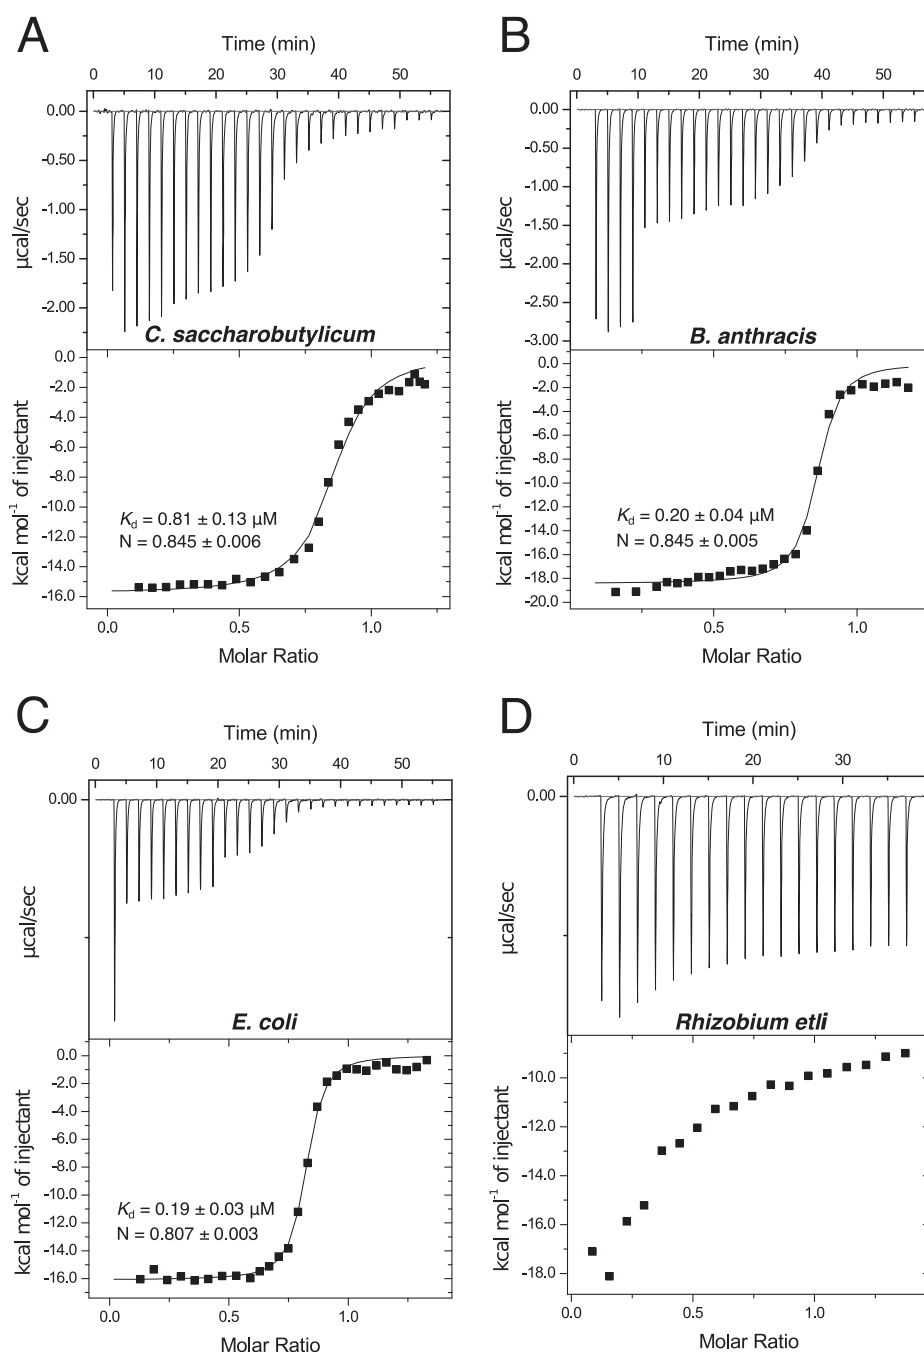 A
Time (min)
0 10 20 30 40 50
0.00
-0.50
-1.00
-1.50
-2.00
µcal/sec
C. saccharobutylicum
0.0
-2.0
-4.0
-6.0
-8.0
-10.0
-12.0
-14.0
-16.0
kcal mol⁻¹ of injectant
Kd = 0.81 ± 0.13 µM
N = 0.845 ± 0.006
0.0 0.5 1.0
Molar Ratio
B
Time (min)
0 10 20 30 40 50
0.00
-0.50
-1.00
-1.50
-2.00
-2.50
-3.00
µcal/sec
B. anthracis
0.0
-2.0
-4.0
-6.0
-8.0
-10.0
-12.0
-14.0
-16.0
-18.0
-20.0
kcal mol⁻¹ of injectant
Kd = 0.20 ± 0.04 µM
N = 0.845 ± 0.005
0.0 0.5 1.0
Molar Ratio
C
Time (min)
0 10 20 30 40 50
0.00
µcal/sec
E. coli
0.0
-2.0
-4.0
-6.0
-8.0
-10.0
-12.0
-14.0
-16.0
kcal mol⁻¹ of injectant
Kd = 0.19 ± 0.03 µM
N = 0.807 ± 0.003
0.0 0.5 1.0
Molar Ratio
D
Time (min)
0 10 20 30
0.00
µcal/sec
Rhizobium etli
-10.0
-12.0
-14.0
-16.0
-18.0
kcal mol⁻¹ of injectant
0.0 0.5 1.0
Molar Ratio